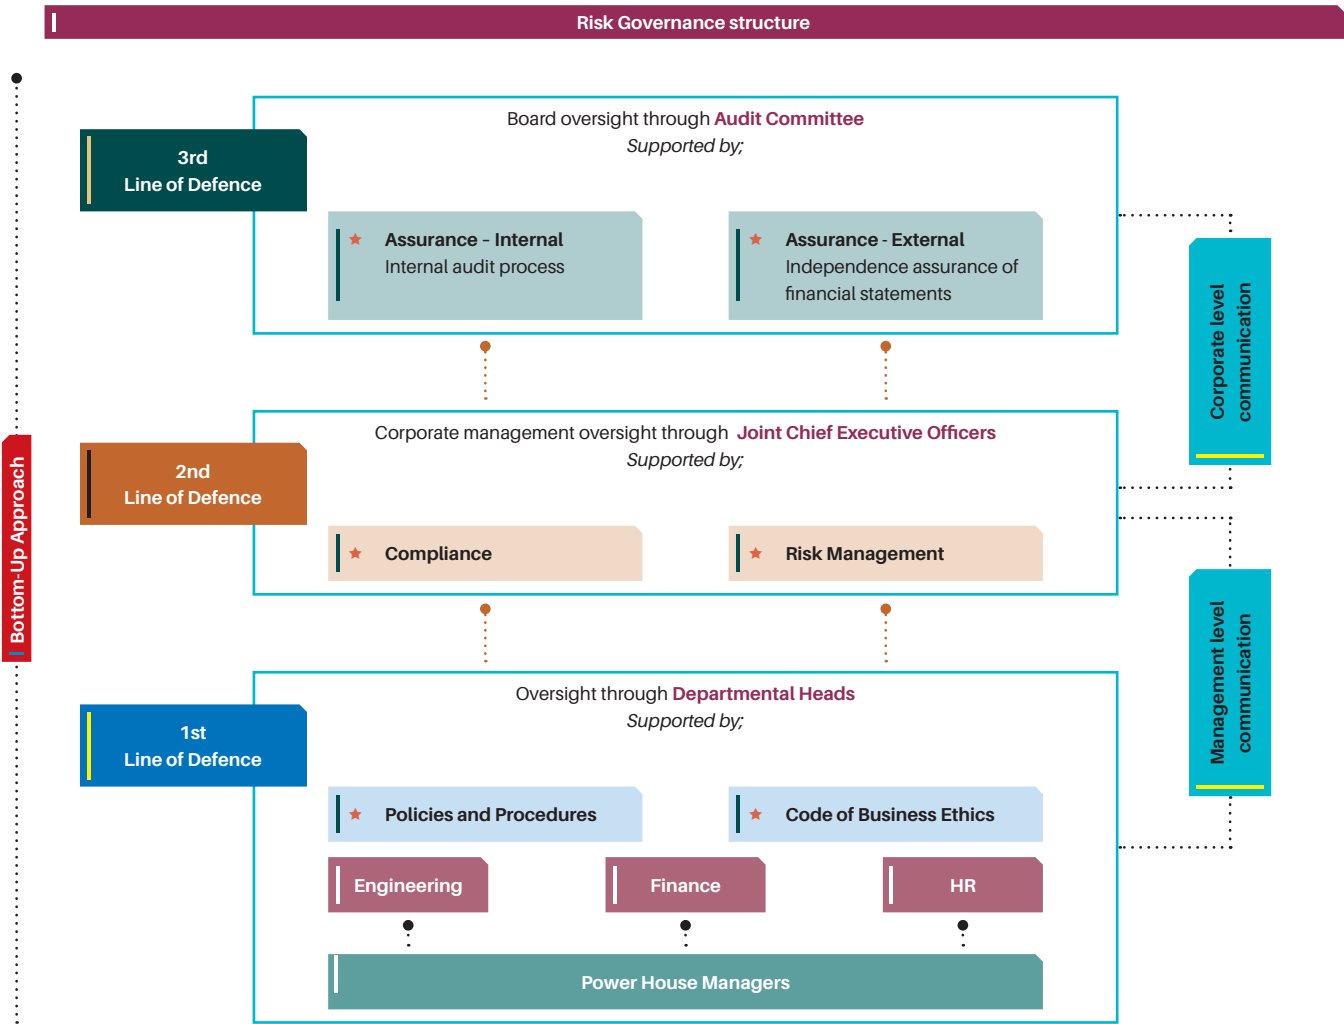 Risk Governance structure
Board oversight through Audit Committee
Supported by;
3rd
Line of Defence
Assurance – Internal
Internal audit process
Assurance - External
Independence assurance of
financial statements
Corporate level
communication
Corporate management oversight through Joint Chief Executive Officers
Supported by;
2nd
Line of Defence
Compliance
Risk Management
Bottom-Up Approach
Management level
communication
Oversight through Departmental Heads
Supported by;
1st
Line of Defence
Policies and Procedures
Code of Business Ethics
Engineering
Finance
HR
Power House Managers